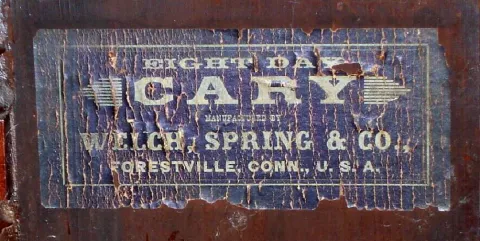 EIGHT DAY
CARY
MANUFACTURED BY
WELCH, SPRING & CO.,
FORESTVILLE, CONN., U. S. A.